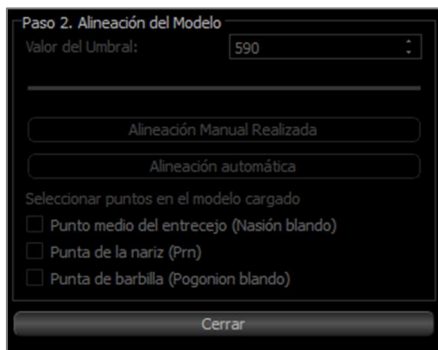 Paso 2. Alineación del Modelo
Valor del Umbral: 590
Alineación Manual Realizada
Alineación automática
Seleccionar puntos en el modelo cargado
Punto medio del entrecejo (Nasión blando)
Punta de la nariz (Prn)
Punta de barbilla (Pogonion blando)
Cerrar